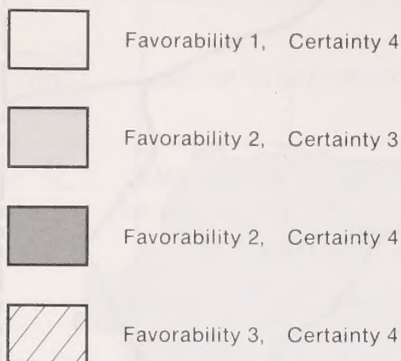 Favorability 1, Certainty 4
Favorability 2, Certainty 3
Favorability 2, Certainty 4
Favorability 3, Certainty 4